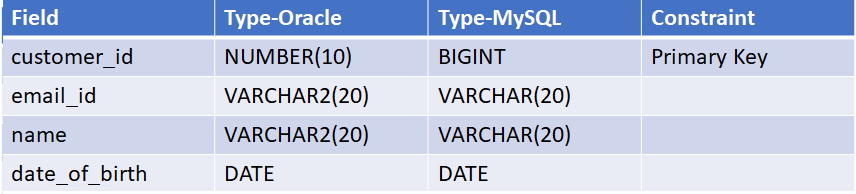 Field Type-Oracle Type-MySQL Constraint
customer_id NUMBER(10) BIGINT Primary Key
email_id VARCHAR2(20) VARCHAR(20)
name VARCHAR2(20) VARCHAR(20)
date_of_birth DATE DATE